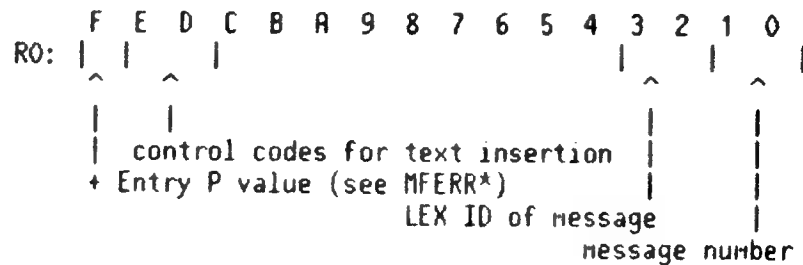 F E D C B A 9 8 7 6 5 4 3 2 1 0
R0: | | | | | |
^ ^ ^ ^
| | | |
| control codes for text insertion | |
+ Entry P value (see MFERR*) | |
LEX ID of message |
message number